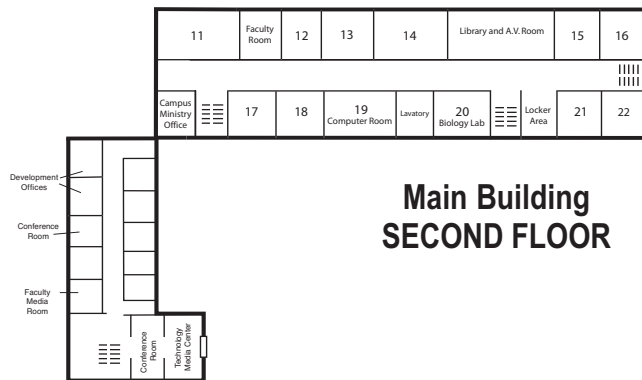 11
Faculty
Room
12
13
14
Library and A.V. Room
15
16
Campus
Ministry
Office
17
18
19
Computer Room
Lavatory
20
Biology Lab
Locker
Area
21
22
Development
Offices
Conference
Room
Faculty
Media
Room
Conference
Room
Technology
Media Center
Main Building
SECOND FLOOR